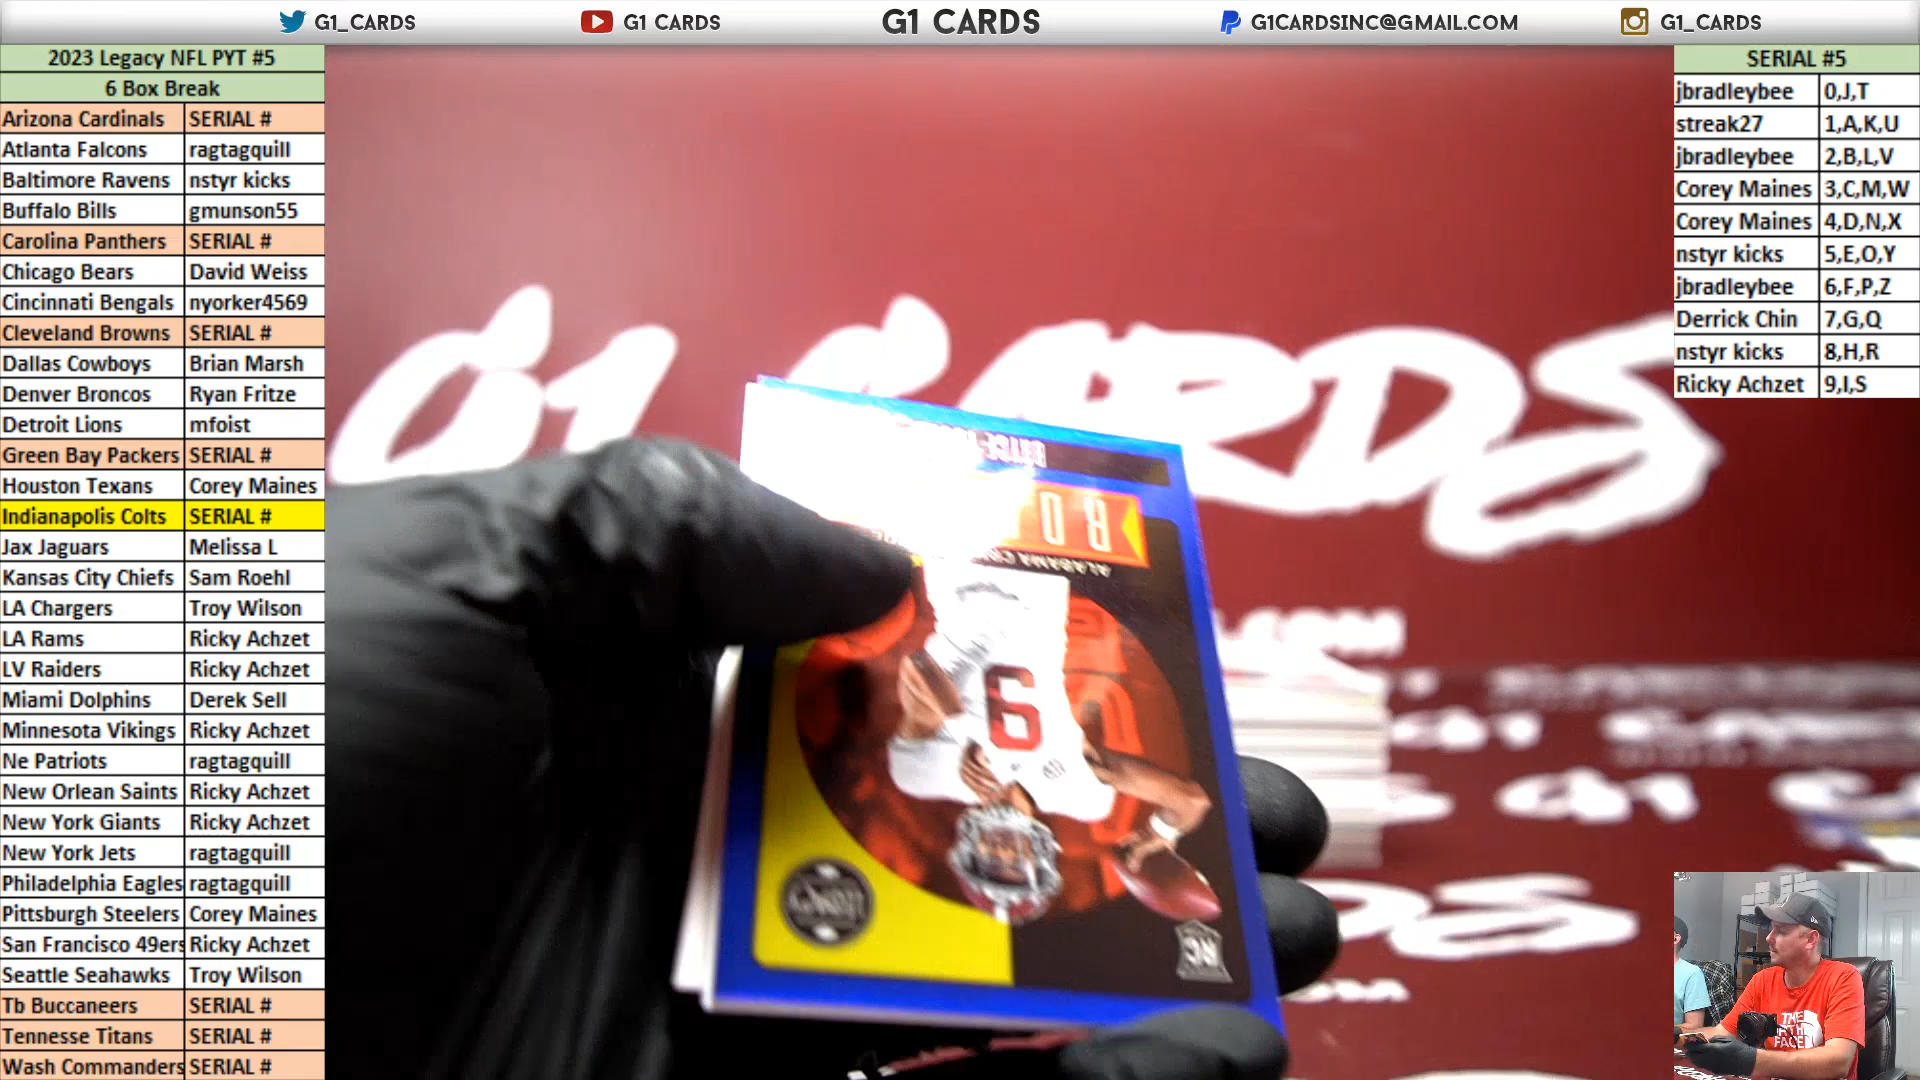 G1_CARDS G1 CARDS G1 CARDS G1CARDSINC@GMAIL.COM G1_CARDS
2023 Legacy NFL PYT #5
6 Box Break
Arizona Cardinals SERIAL #
Atlanta Falcons ragtagquill
Baltimore Ravens nstyr kicks
Buffalo Bills gmunson55
Carolina Panthers SERIAL #
Chicago Bears David Weiss
Cincinnati Bengals nyorker4569
Cleveland Browns SERIAL #
Dallas Cowboys Brian Marsh
Denver Broncos Ryan Fritze
Detroit Lions mfoist
Green Bay Packers SERIAL #
Houston Texans Corey Maines
Indianapolis Colts SERIAL #
Jax Jaguars Melissa L
Kansas City Chiefs Sam Roehl
LA Chargers Troy Wilson
LA Rams Ricky Achzet
LV Raiders Ricky Achzet
Miami Dolphins Derek Sell
Minnesota Vikings Ricky Achzet
Ne Patriots ragtagquill
New Orlean Saints Ricky Achzet
New York Giants Ricky Achzet
New York Jets ragtagquill
Philadelphia Eagles ragtagquill
Pittsburgh Steelers Corey Maines
San Francisco 49ers Ricky Achzet
Seattle Seahawks Troy Wilson
Tb Buccaneers SERIAL #
Tennesse Titans SERIAL #
Wash Commanders SERIAL #
SERIAL #5
jbradleybee 0,J,T
streak27 1,A,K,U
jbradleybee 2,B,L,V
Corey Maines 3,C,M,W
Corey Maines 4,D,N,X
nstyr kicks 5,E,O,Y
jbradleybee 6,F,P,Z
Derrick Chin 7,G,Q
nstyr kicks 8,H,R
Ricky Achzet 9,I,S
G1 CARDS
ALABAMA
LEGACY
RC
THE
NORTH
FACE